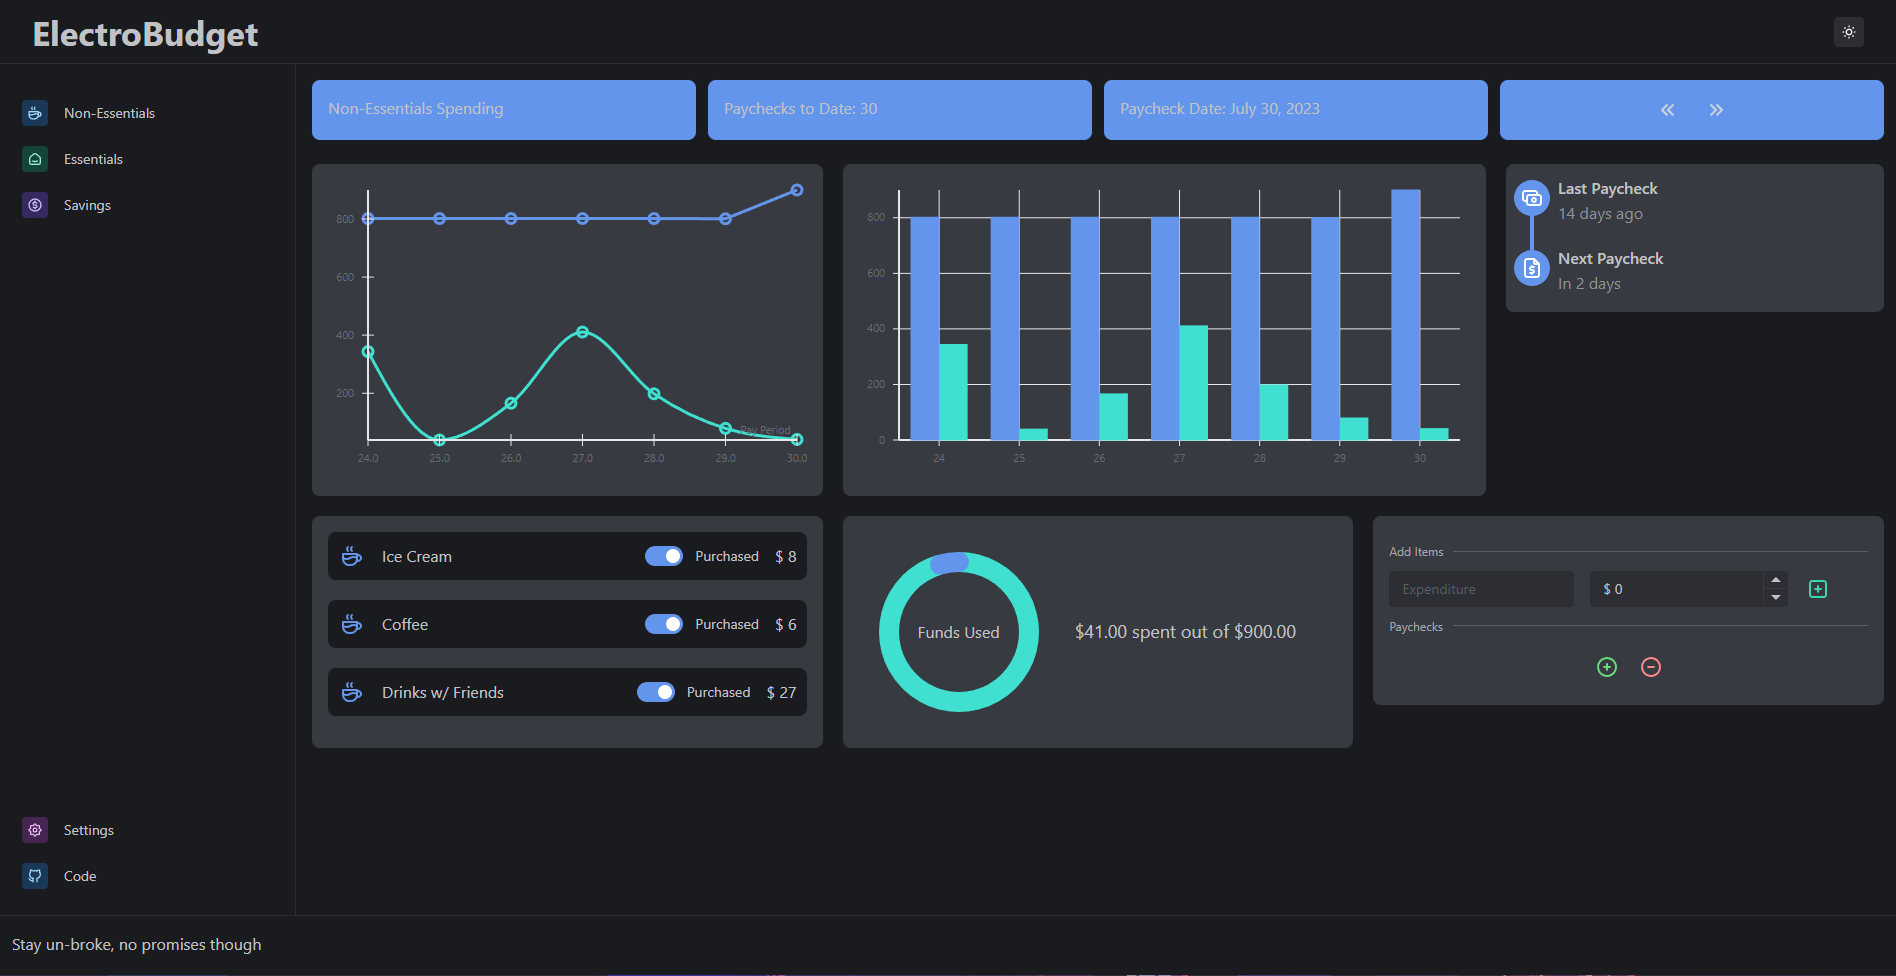 ElectroBudget
Non-Essentials
Essentials
Savings
Settings
Code
Non-Essentials Spending
Paychecks to Date: 30
Paycheck Date: July 30, 2023
800
600
400
200
Pay Period
24.0 25.0 26.0 27.0 28.0 29.0 30.0
800
600
400
200
0
24 25 26 27 28 29 30
Last Paycheck
14 days ago
Next Paycheck
In 2 days
Ice Cream Purchased $ 8
Coffee Purchased $ 6
Drinks w/ Friends Purchased $ 27
Funds Used
$41.00 spent out of $900.00
Add Items
Expenditure $ 0
Paychecks
Stay un-broke, no promises though